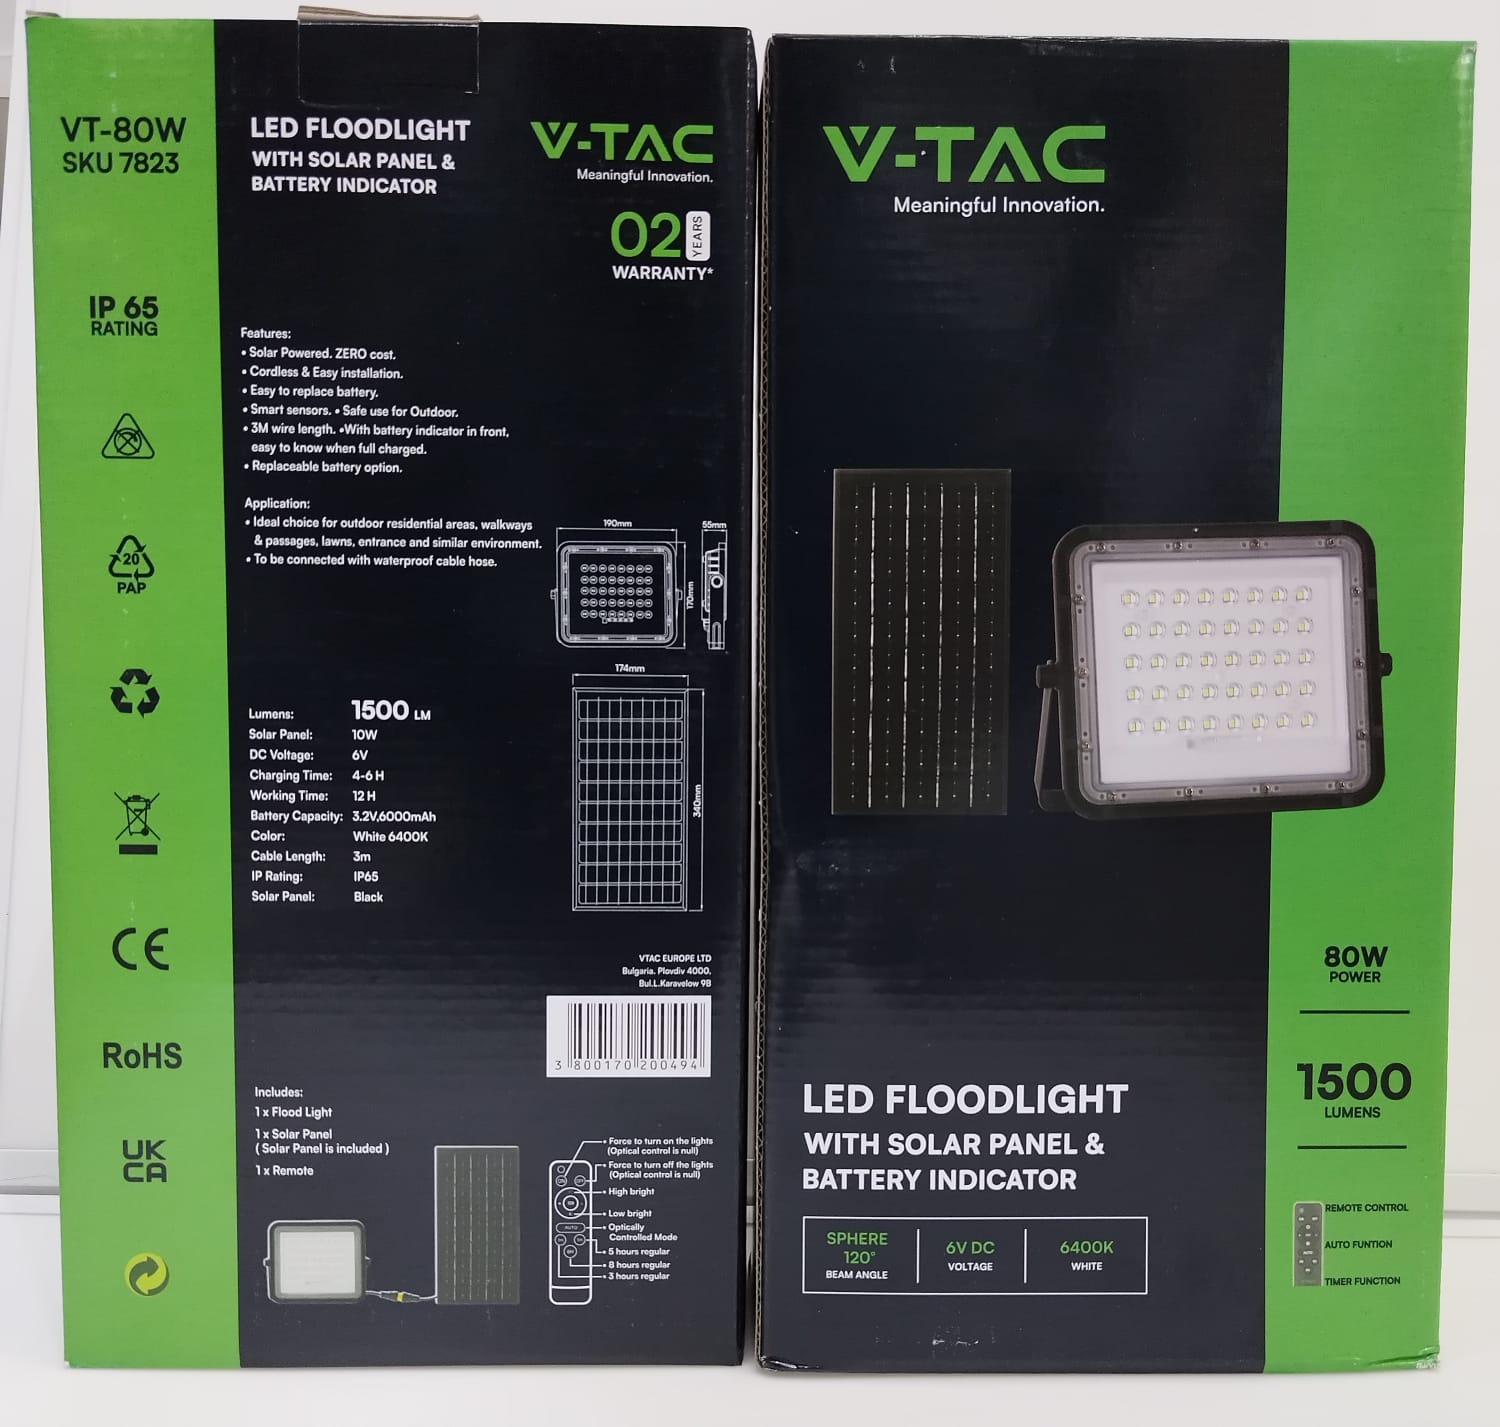 VT-80W
SKU 7823
IP 65
RATING
20
PAP
CE
RoHS
UK
CA
LED FLOODLIGHT
WITH SOLAR PANEL &
BATTERY INDICATOR
V-TAC
Meaningful Innovation.
02 YEARS
WARRANTY*
Features:
• Solar Powered. ZERO cost.
• Cordless & Easy installation.
• Easy to replace battery.
• Smart sensors. • Safe use for Outdoor.
• 3M wire length. •With battery indicator in front,
easy to know when full charged.
• Replaceable battery option.
Application:
• Ideal choice for outdoor residential areas, walkways
& passages, lawns, entrance and similar environment.
• To be connected with waterproof cable hose.
190mm
55mm
170mm
174mm
340mm
Lumens: 1500 LM
Solar Panel: 10W
DC Voltage: 6V
Charging Time: 4-6 H
Working Time: 12 H
Battery Capacity: 3.2V,6000mAh
Color: White 6400K
Cable Length: 3m
IP Rating: IP65
Solar Panel: Black
VTAC EUROPE LTD
Bulgaria. Plovdiv 4000,
Bul.L.Karavelow 9B
3 800170 200494
Includes:
1 x Flood Light
1 x Solar Panel
( Solar Panel is included )
1 x Remote
• Force to turn on the lights
(Optical control is null)
• Force to turn off the lights
(Optical control is null)
• High bright
• Low bright
• Optically
Controlled Mode
• 5 hours regular
• 8 hours regular
• 3 hours regular
ON
OFF
AUTO
V-TAC
Meaningful Innovation.
80W
POWER
1500
LUMENS
LED FLOODLIGHT
WITH SOLAR PANEL &
BATTERY INDICATOR
SPHERE
120°
BEAM ANGLE
6V DC
VOLTAGE
6400K
WHITE
REMOTE CONTROL
AUTO FUNTION
TIMER FUNCTION